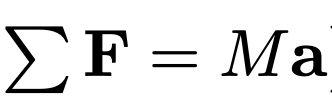 ∑ 𝐅 = M𝐚